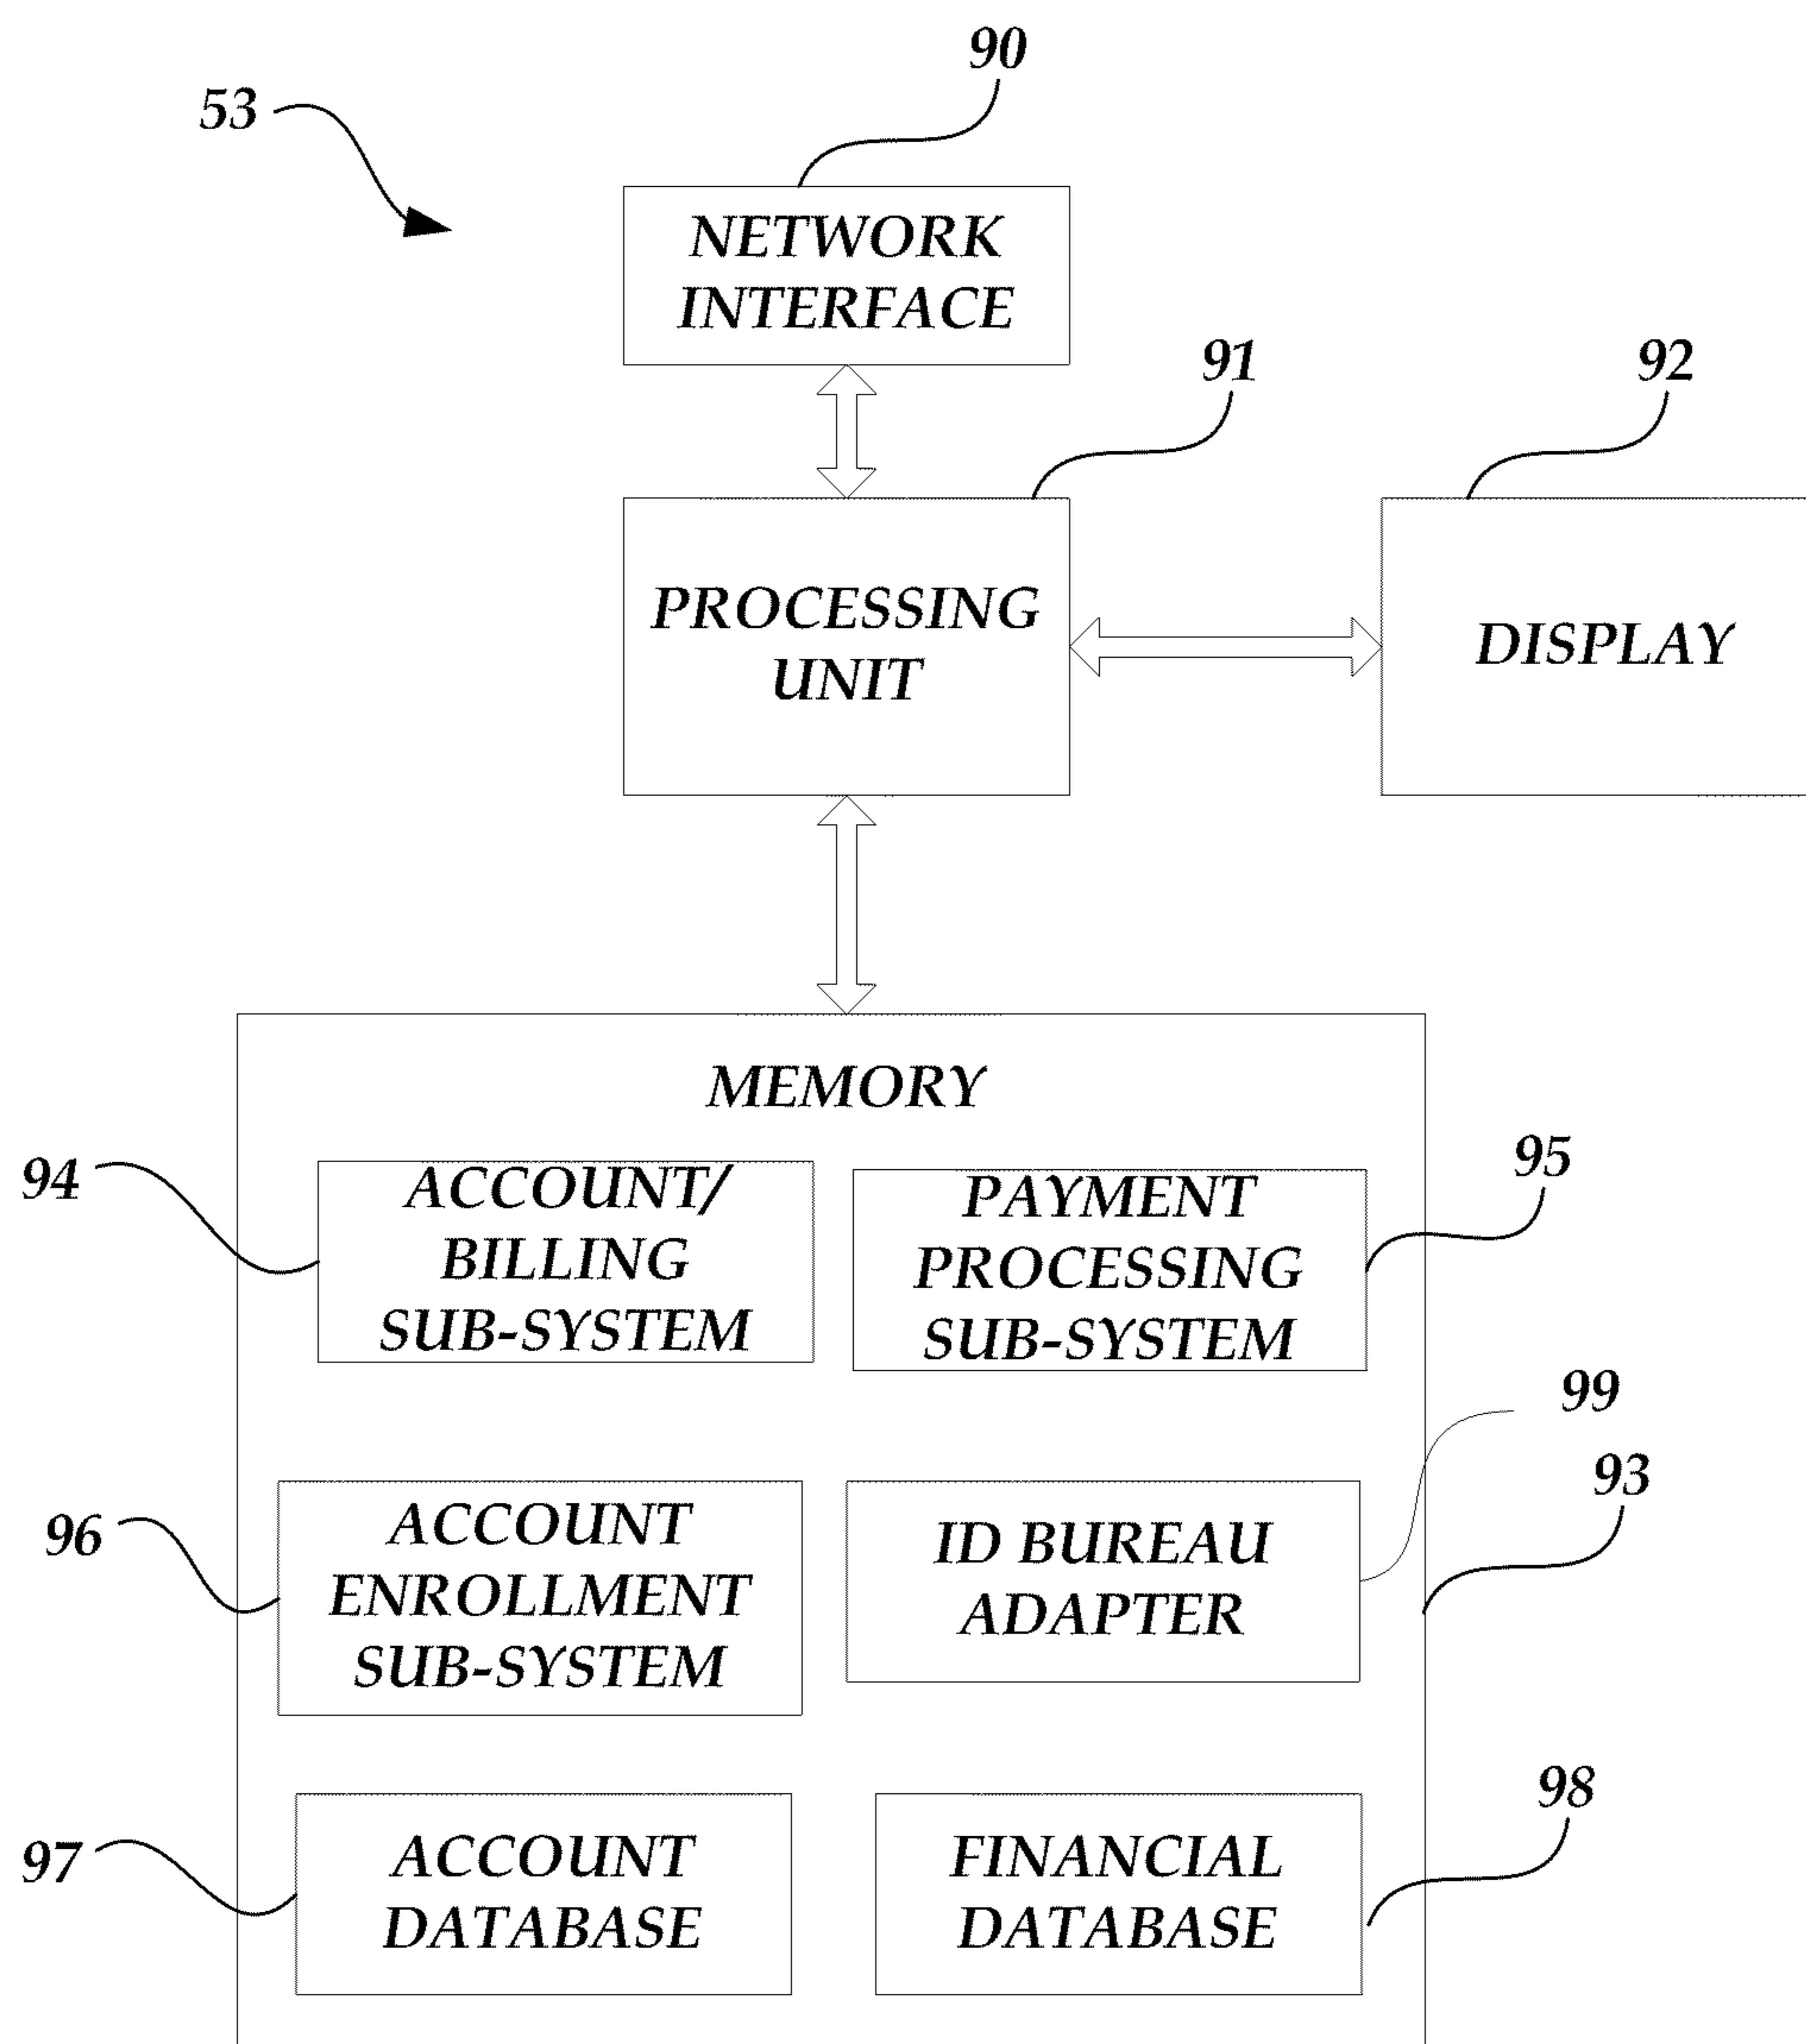 90
53
NETWORK
INTERFACE
91
92
PROCESSING
UNIT
DISPLAY
MEMORY
94
ACCOUNT/
BILLING
SUB-SYSTEM
95
PAYMENT
PROCESSING
SUB-SYSTEM
99
93
96
ACCOUNT
ENROLLMENT
SUB-SYSTEM
ID BUREAU
ADAPTER
98
97
ACCOUNT
DATABASE
FINANCIAL
DATABASE